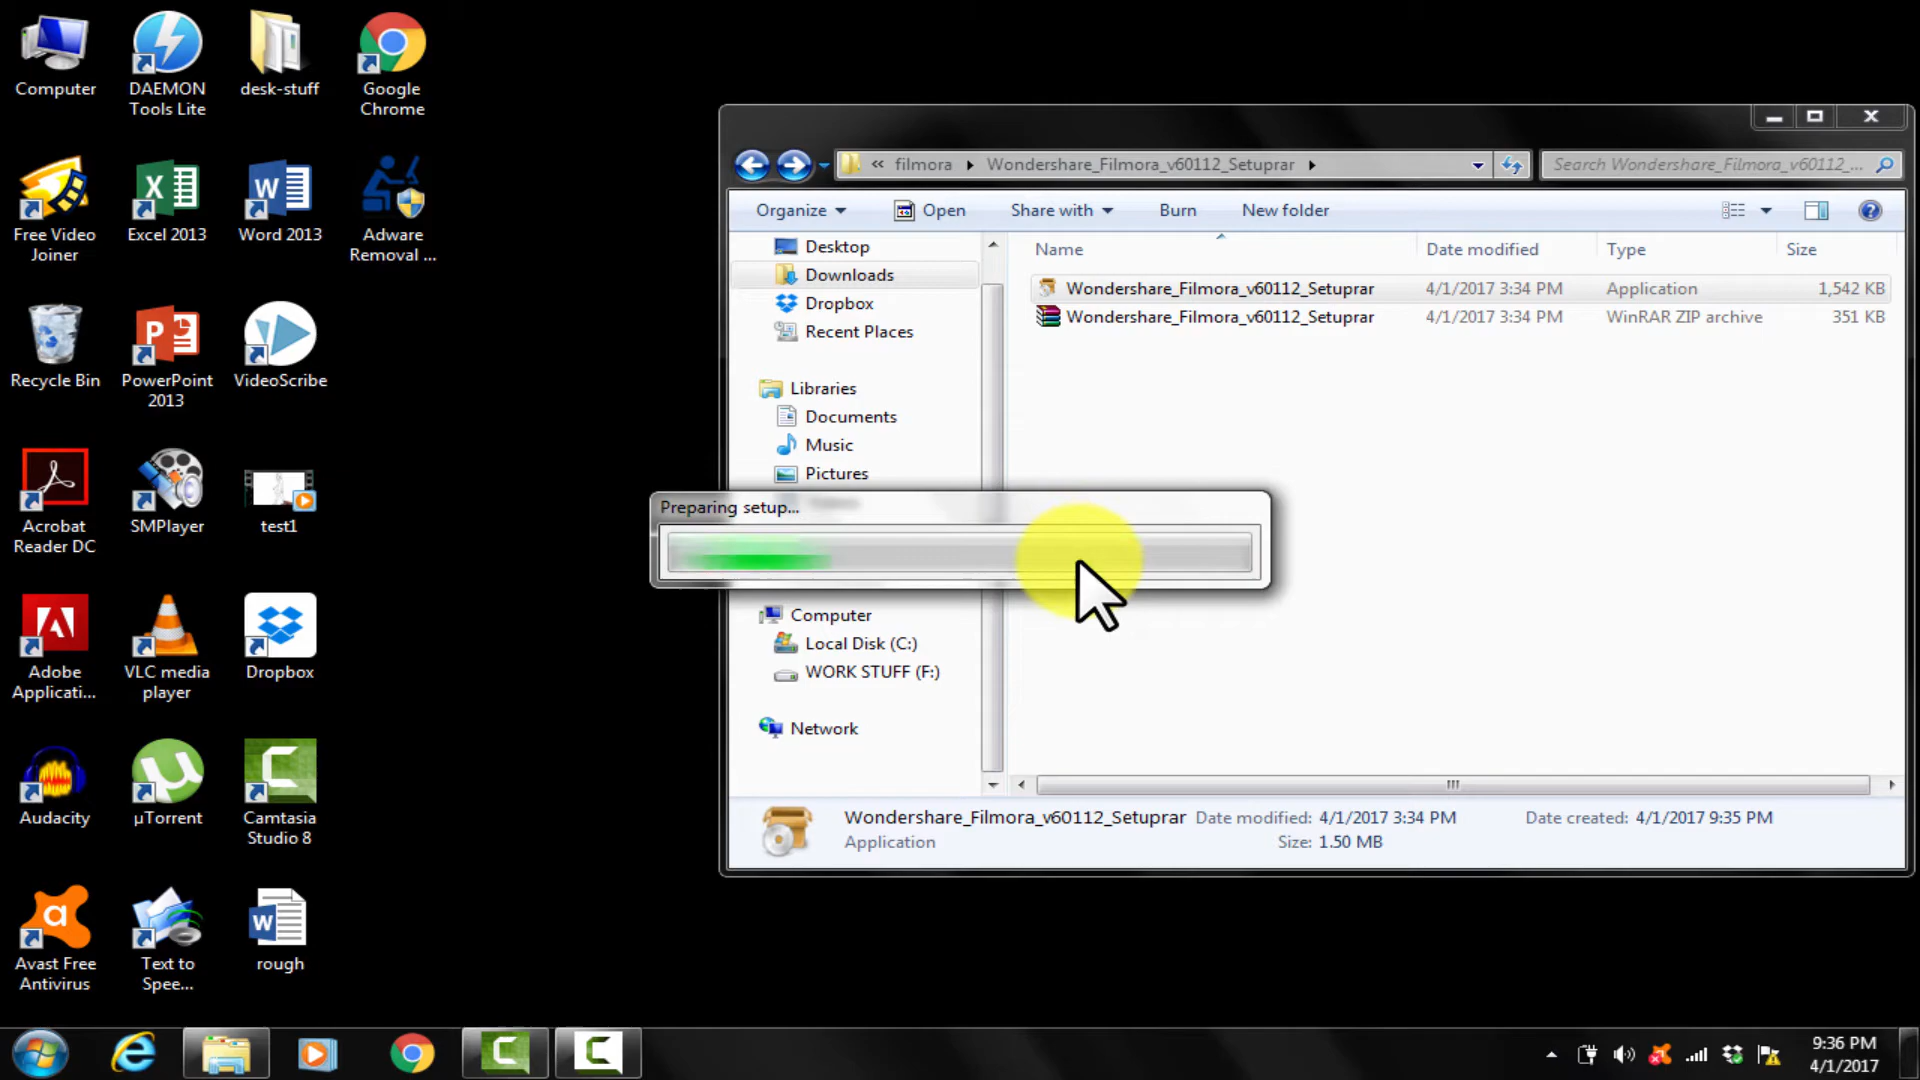 Computer
DAEMON
Tools Lite
desk-stuff
Google
Chrome
Free Video
Joiner
Excel 2013
Word 2013
Adware
Removal ...
Recycle Bin
PowerPoint
2013
VideoScribe
Acrobat
Reader DC
SMPlayer
test1
Adobe
Applicati...
VLC media
player
Dropbox
Audacity
µTorrent
Camtasia
Studio 8
Avast Free
Antivirus
Text to
Spee...
rough
« filmora Wondershare_Filmora_v60112_Setuprar
Search Wondershare_Filmora_v60112_...
Organize Open Share with Burn New folder
Desktop
Downloads
Dropbox
Recent Places
Libraries
Documents
Music
Pictures
Computer
Local Disk (C:)
WORK STUFF (F:)
Network
Name Date modified Type Size
Wondershare_Filmora_v60112_Setuprar 4/1/2017 3:34 PM Application 1,542 KB
Wondershare_Filmora_v60112_Setuprar 4/1/2017 3:34 PM WinRAR ZIP archive 351 KB
Preparing setup...
Wondershare_Filmora_v60112_Setuprar Date modified: 4/1/2017 3:34 PM Date created: 4/1/2017 9:35 PM
Application Size: 1.50 MB
9:36 PM
4/1/2017